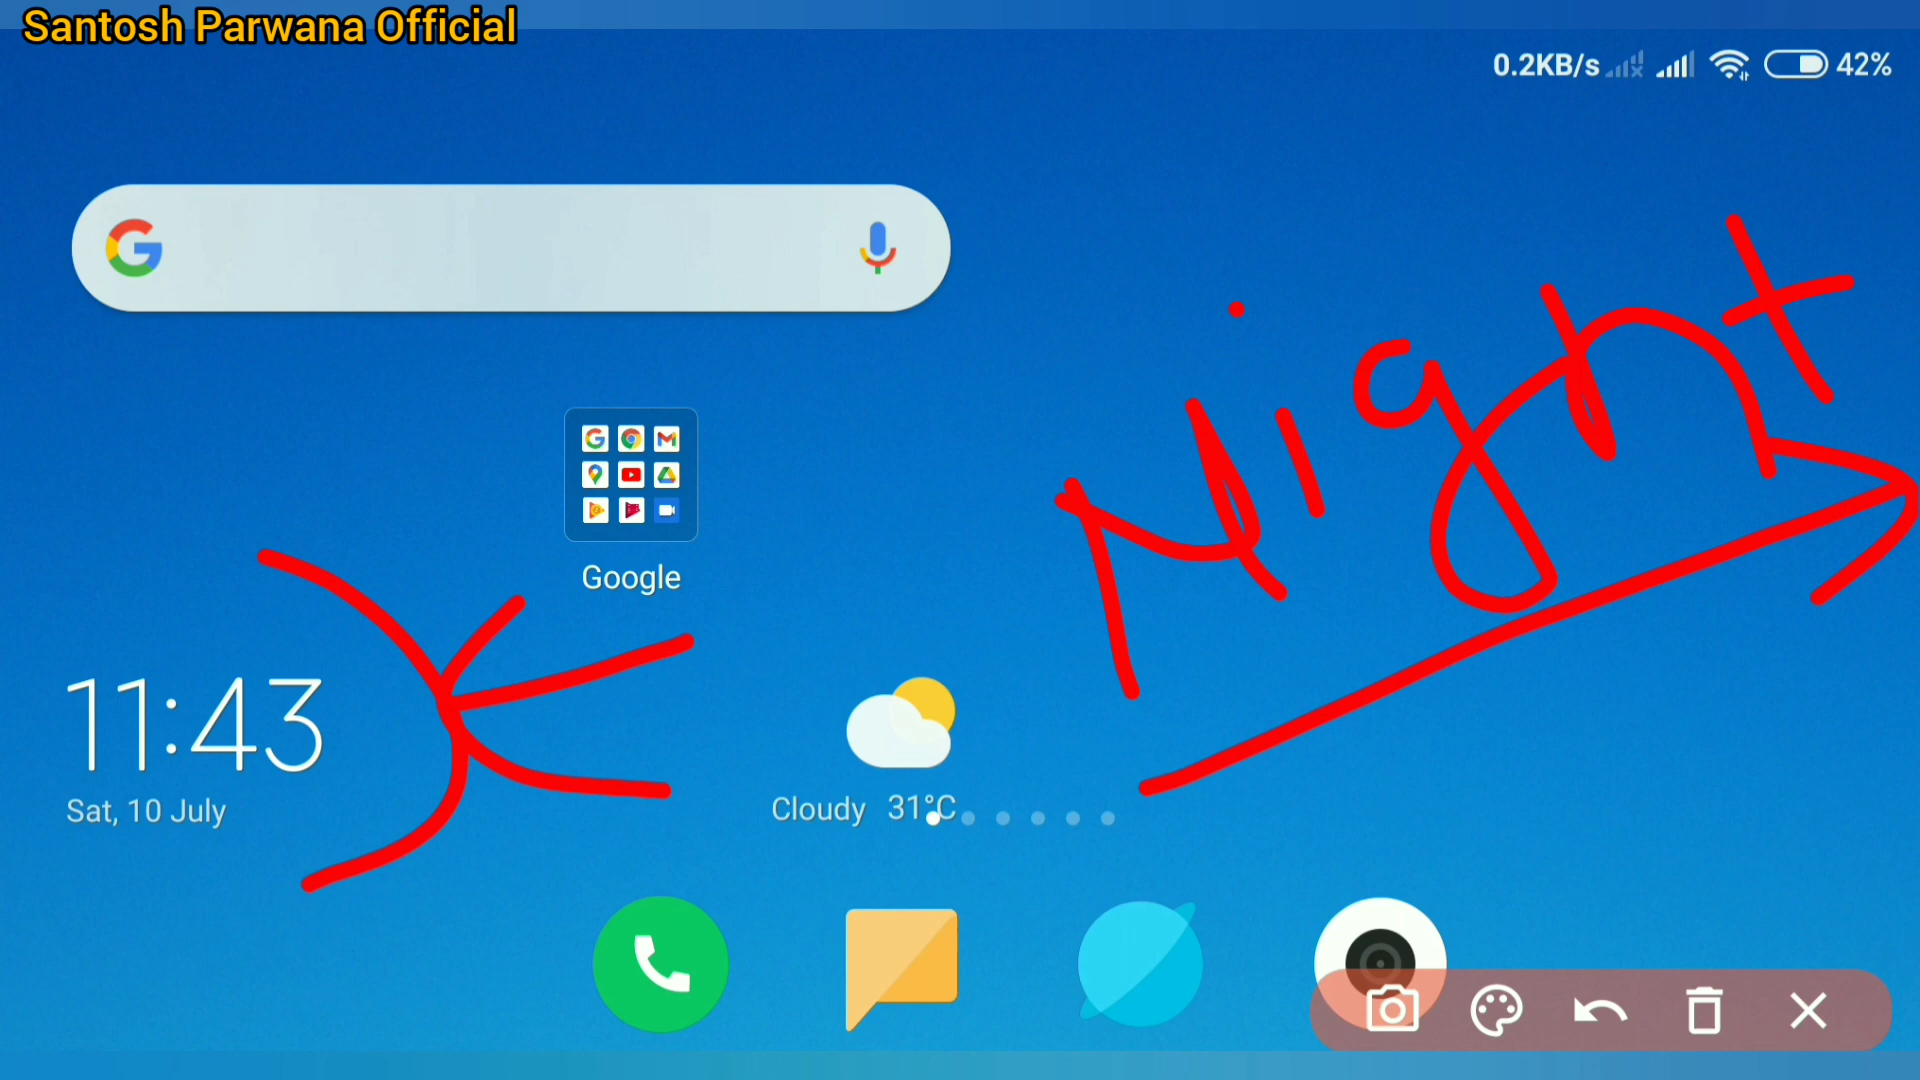 Santosh Parwana Official
0.2KB/s 42%
Night
Google
11:43
Sat, 10 July
Cloudy 31°C